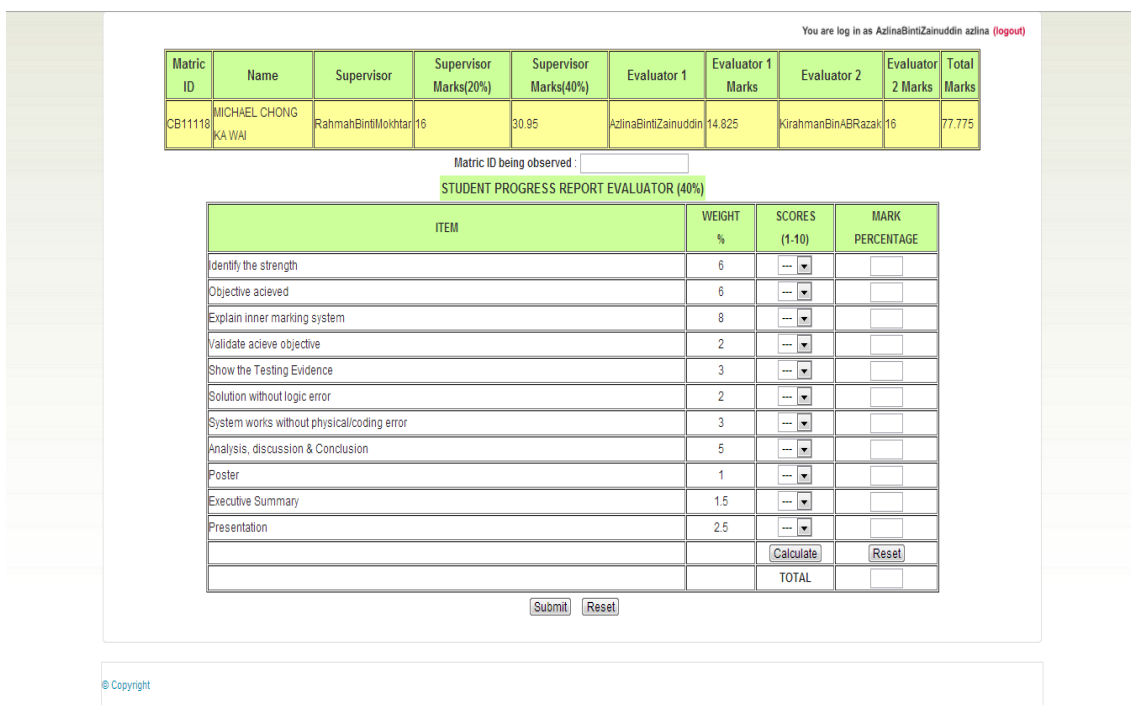 You are log in as AzlinaBintiZainuddin azlina (logout)
Matric ID Name Supervisor Supervisor Marks(20%) Supervisor Marks(40%) Evaluator 1 Evaluator 1 Marks Evaluator 2 Evaluator 2 Marks Total Marks
CB11118 MICHAEL CHONG KA WAI RahmahBintiMokhtar 16 30.95 AzlinaBintiZainuddin 14.825 KirahmanBinABRazak 16 77.775
Matric ID being observed :
STUDENT PROGRESS REPORT EVALUATOR (40%)
ITEM WEIGHT % SCORES (1-10) MARK PERCENTAGE
Identify the strength 6 ---
Objective acieved 6 ---
Explain inner marking system 8 ---
Validate acieve objective 2 ---
Show the Testing Evidence 3 ---
Solution without logic error 2 ---
System works without physical/coding error 3 ---
Analysis, discussion & Conclusion 5 ---
Poster 1 ---
Executive Summary 1.5 ---
Presentation 2.5 ---
Calculate Reset
TOTAL
Submit Reset
© Copyright